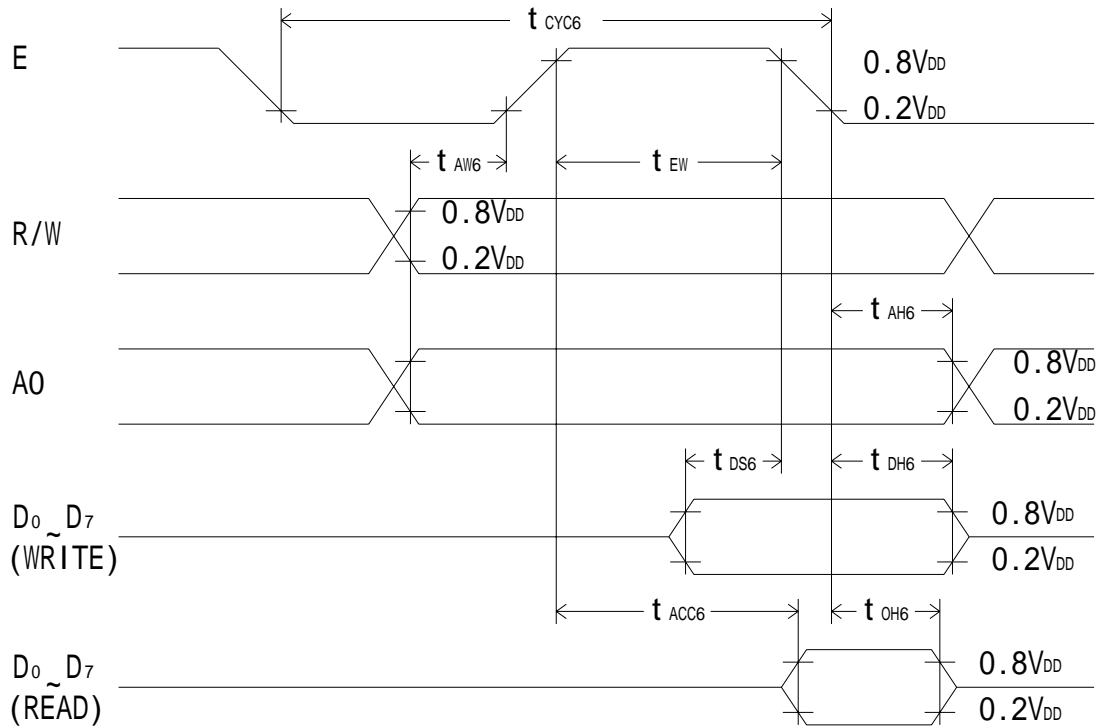 t CYC6
E
0.8VDD
0.2VDD
t AW6
t EW
R/W
0.8VDD
0.2VDD
t AH6
A0
0.8VDD
0.2VDD
t DS6
t DH6
D0 ~ D7
(WRITE)
0.8VDD
0.2VDD
t ACC6
t OH6
D0 ~ D7
(READ)
0.8VDD
0.2VDD